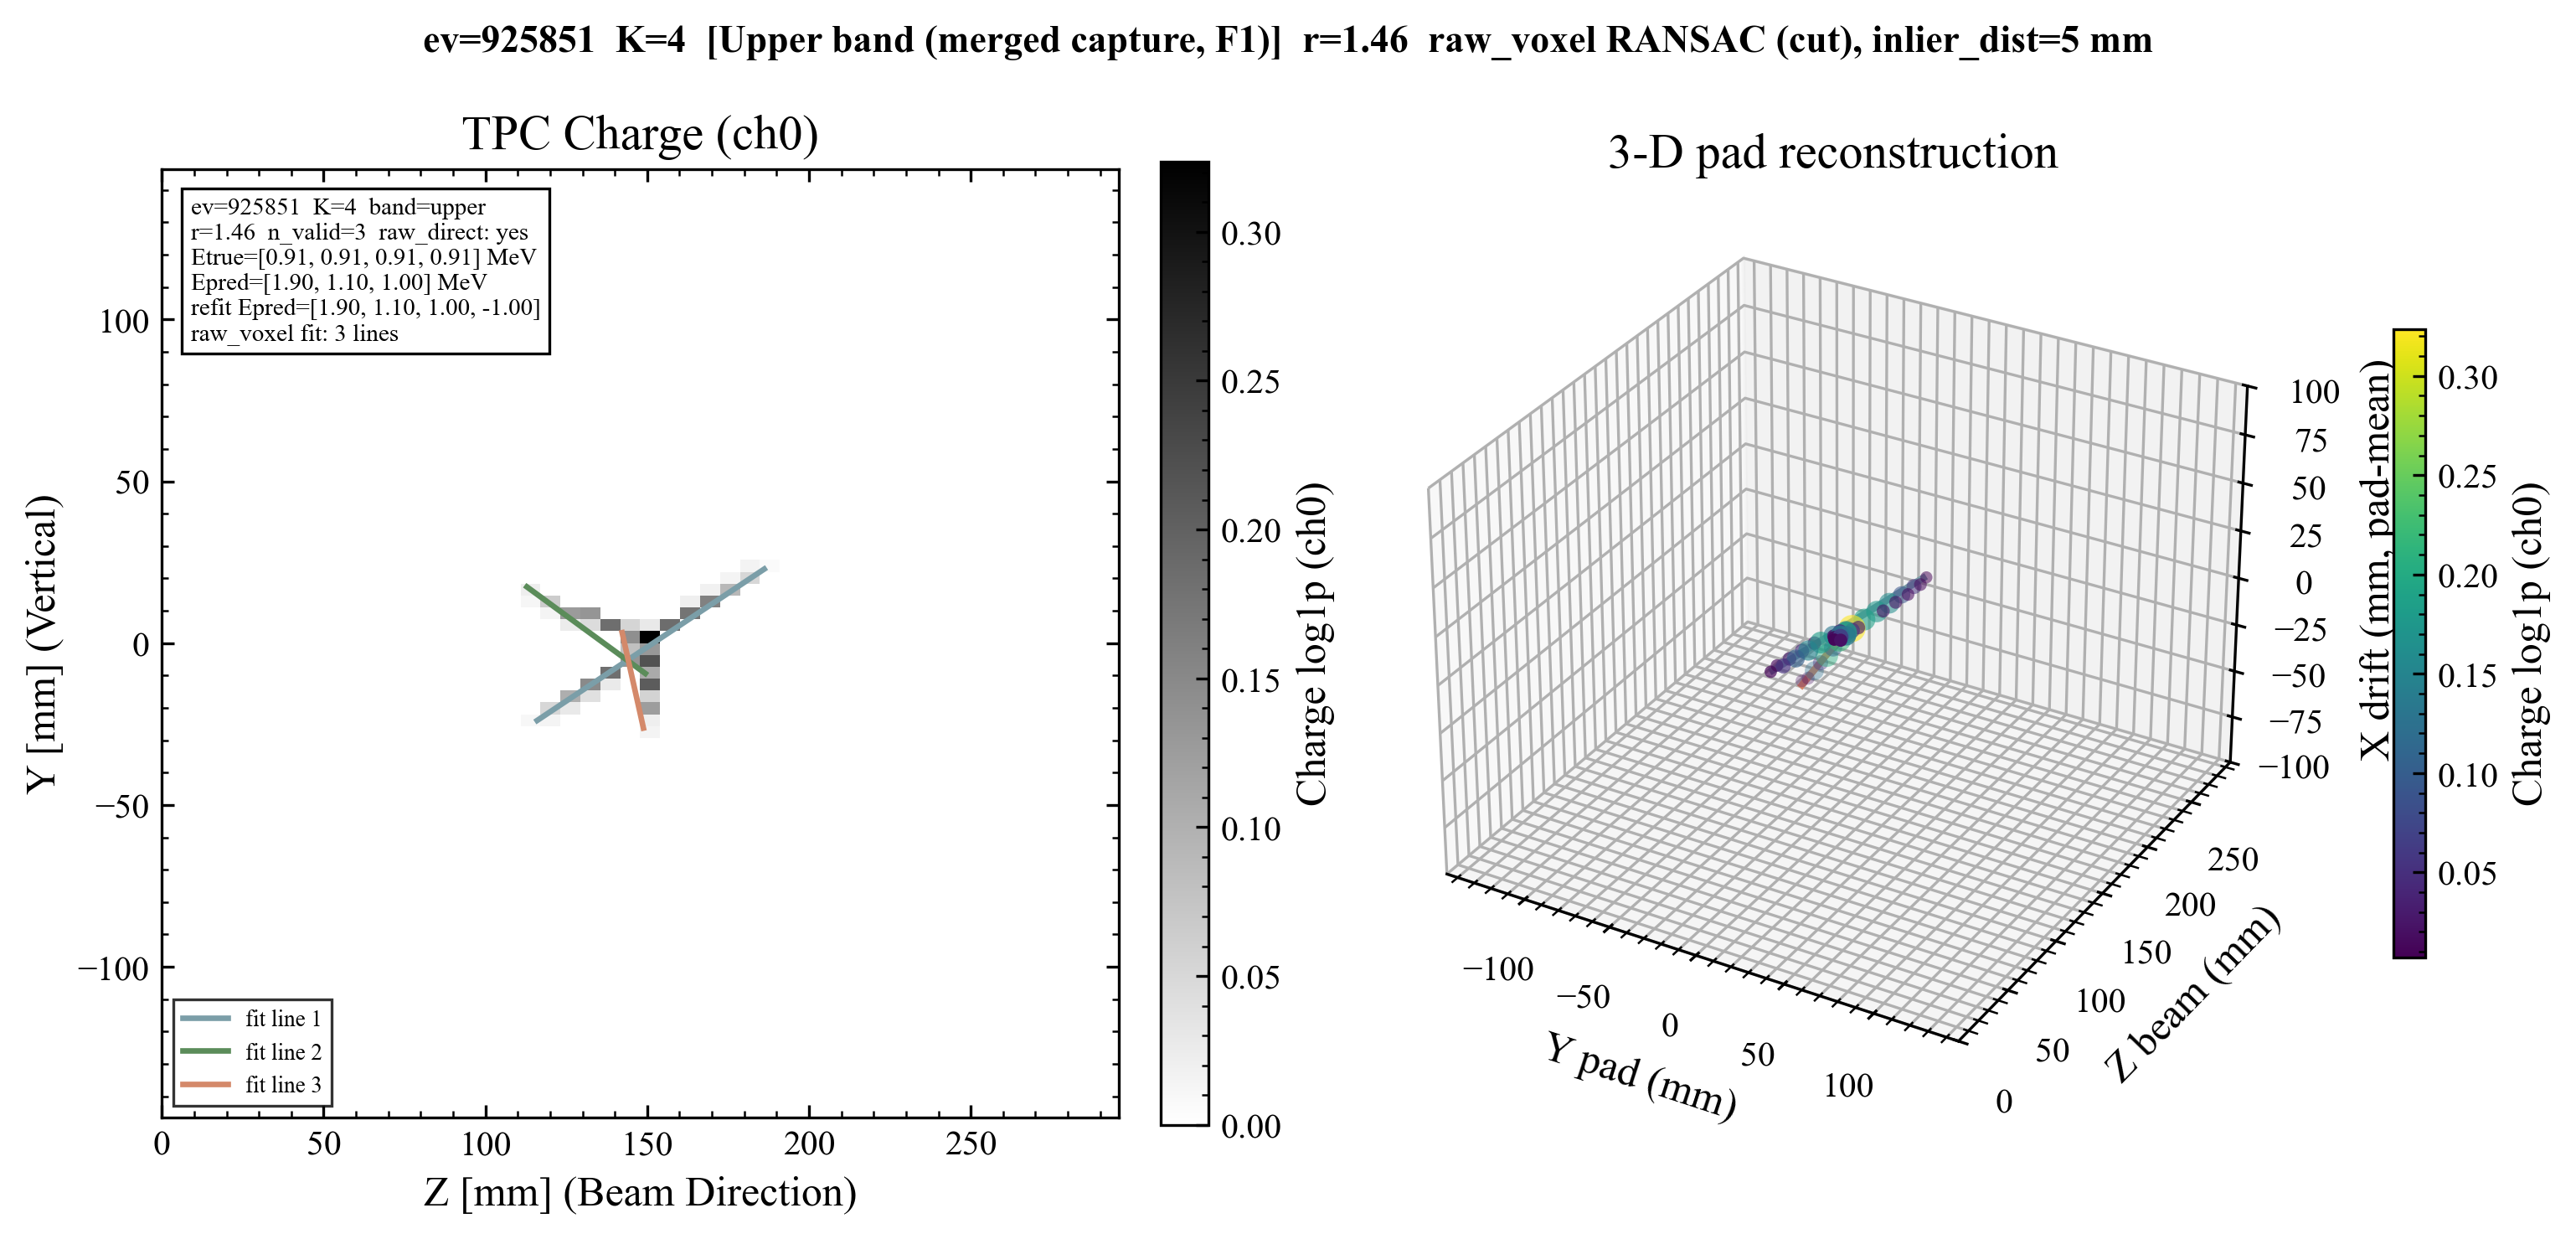 ev=925851  K=4  [Upper band (merged capture, F1)]  r=1.46  raw_voxel RANSAC (cut), inlier_dist=5 mm
TPC Charge (ch0)
ev=925851  K=4  band=upper
r=1.46  n_valid=3  raw_direct: yes
Etrue=[0.91, 0.91, 0.91, 0.91] MeV
Epred=[1.90, 1.10, 1.00] MeV
refit Epred=[1.90, 1.10, 1.00, -1.00]
raw_voxel fit: 3 lines
100
50
0
−50
−100
Y [mm] (Vertical)
fit line 1
fit line 2
fit line 3
0
50
100
150
200
250
Z [mm] (Beam Direction)
0.30
0.25
0.20
0.15
0.10
0.05
0.00
Charge log1p (ch0)
3-D pad reconstruction
100
75
50
25
0
−25
−50
−75
−100
X drift (mm, pad-mean)
−100
−50
0
50
100
Y pad (mm)
0
50
100
150
200
250
Z beam (mm)
0.30
0.25
0.20
0.15
0.10
0.05
Charge log1p (ch0)